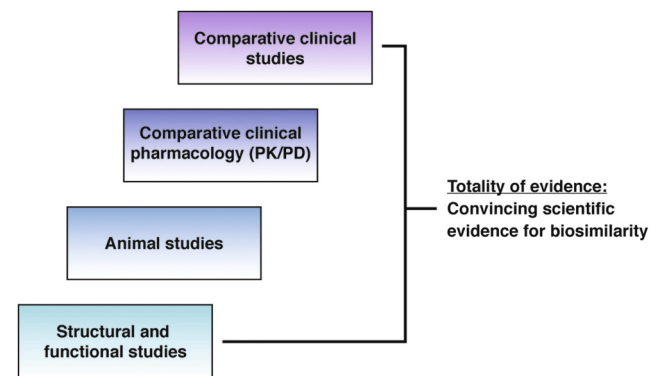 Comparative clinical
studies
Comparative clinical
pharmacology (PK/PD)
Animal studies
Structural and
functional studies
Totality of evidence:
Convincing scientific
evidence for biosimilarity